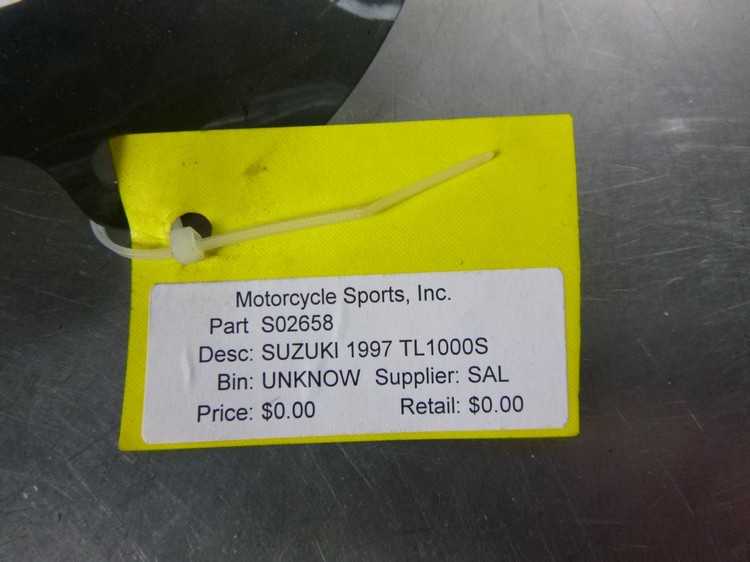 Motorcycle Sports, Inc.
Part S02658
Desc: SUZUKI 1997 TL1000S
Bin: UNKNOW Supplier: SAL
Price: $0.00 Retail: $0.00